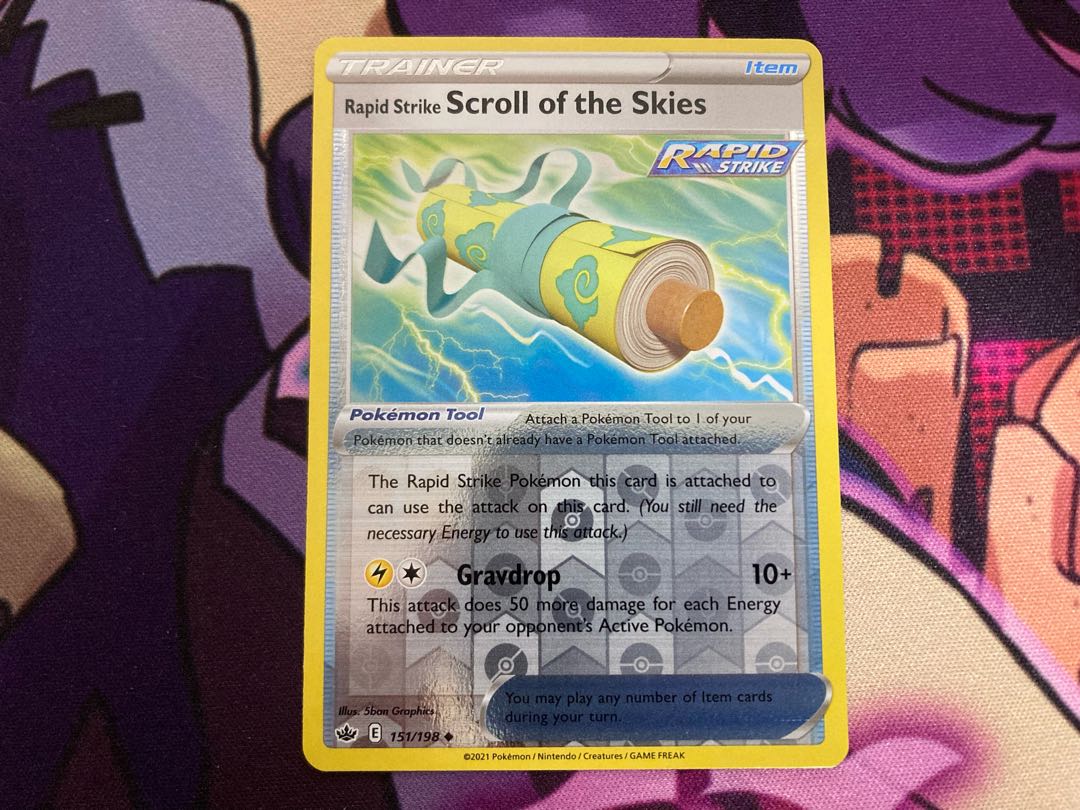 TRAINER Item
Rapid Strike Scroll of the Skies
RAPID
STRIKE
Pokémon Tool Attach a Pokémon Tool to 1 of your
Pokémon that doesn't already have a Pokémon Tool attached.
The Rapid Strike Pokémon this card is attached to
can use the attack on this card. (You still need the
necessary Energy to use this attack.)
Gravdrop 10+
This attack does 50 more damage for each Energy
attached to your opponent's Active Pokémon.
You may play any number of Item cards
during your turn.
Illus. 5ban Graphics
E 151/198
©2021 Pokémon / Nintendo / Creatures / GAME FREAK